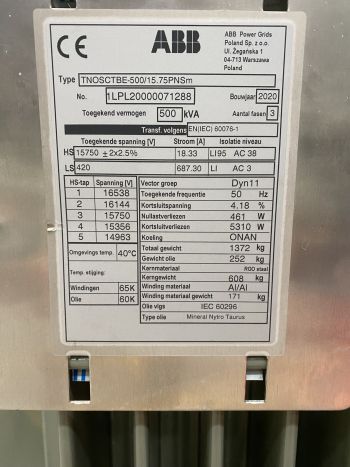 CE
ABB
ABB Power Grids
Poland Sp. z o.o.
Ul. Żegańska 1
04-713 Warszawa
Poland
Type TNOSCTBE-500/15.75PNSm
No. 1LPL20000071288 Bouwjaar 2020
Toegekend vermogen 500 kVA Aantal fasen 3
Transf. volgens EN(IEC) 60076-1
Toegekende spanning [V] Stroom [A] Isolatie niveau
HS 15750 ± 2x2.5% 18.33 LI95 AC 38
LS 420 687.30 LI AC 3
HS-tap Spanning [V]
1 16538
2 16144
3 15750
4 15356
5 14963
Omgevings temp. 40°C
Temp. stijging:
Windingen 65K
Olie 60K
Vector groep Dyn11
Toegekende frequentie 50 Hz
Kortsluitspanning 4.18 %
Nullastverliezen 461 W
Kortsluitverliezen 5310 W
Koeling ONAN
Totaal gewicht 1372 kg
Gewicht olie 252 kg
Kernmateriaal RGO staal
Kerngewicht 608 kg
Winding materiaal Al/Al
Winding materiaal gewicht 171 kg
Olie vlgs IEC 60296
Type olie Mineral Nytro Taurus